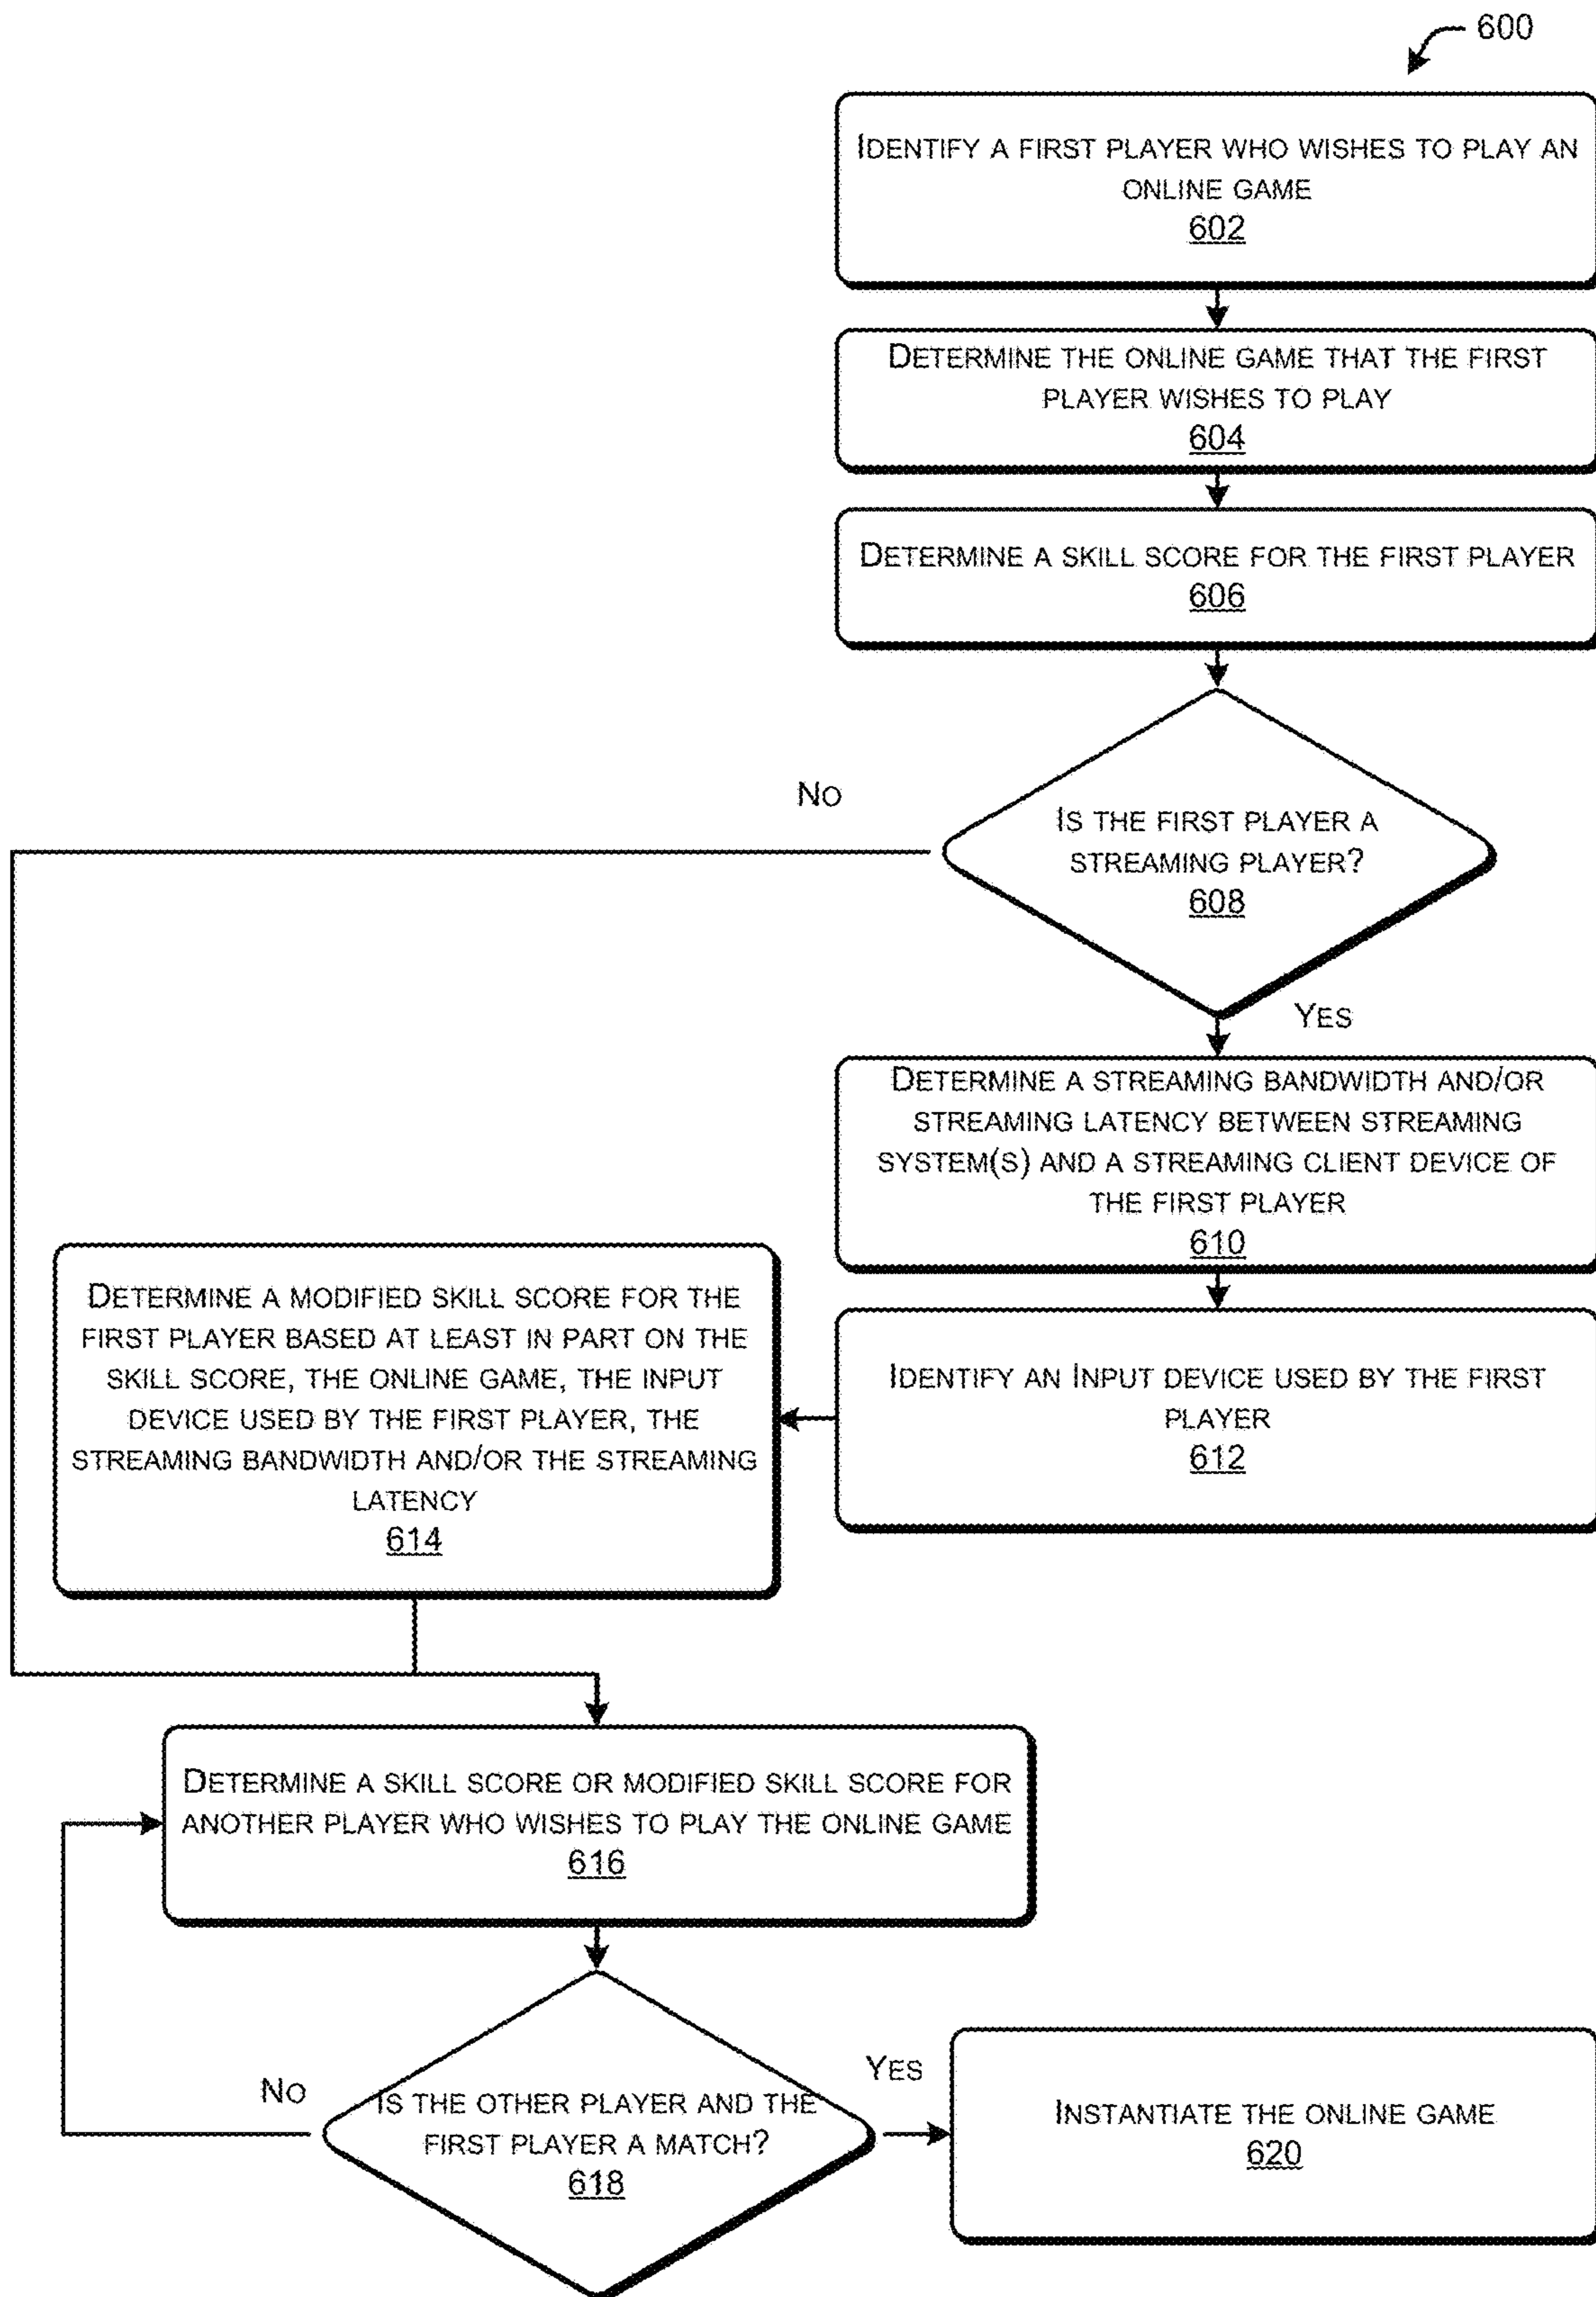 600
IDENTIFY A FIRST PLAYER WHO WISHES TO PLAY AN
ONLINE GAME
602
DETERMINE THE ONLINE GAME THAT THE FIRST
PLAYER WISHES TO PLAY
604
DETERMINE A SKILL SCORE FOR THE FIRST PLAYER
606
NO
IS THE FIRST PLAYER A
STREAMING PLAYER?
608
YES
DETERMINE A STREAMING BANDWIDTH AND/OR
STREAMING LATENCY BETWEEN STREAMING
SYSTEM(S) AND A STREAMING CLIENT DEVICE OF
THE FIRST PLAYER
610
IDENTIFY AN INPUT DEVICE USED BY THE FIRST
PLAYER
612
DETERMINE A MODIFIED SKILL SCORE FOR THE
FIRST PLAYER BASED AT LEAST IN PART ON THE
SKILL SCORE, THE ONLINE GAME, THE INPUT
DEVICE USED BY THE FIRST PLAYER, THE
STREAMING BANDWIDTH AND/OR THE STREAMING
LATENCY
614
DETERMINE A SKILL SCORE OR MODIFIED SKILL SCORE FOR
ANOTHER PLAYER WHO WISHES TO PLAY THE ONLINE GAME
616
NO
IS THE OTHER PLAYER AND THE
FIRST PLAYER A MATCH?
618
YES
INSTANTIATE THE ONLINE GAME
620